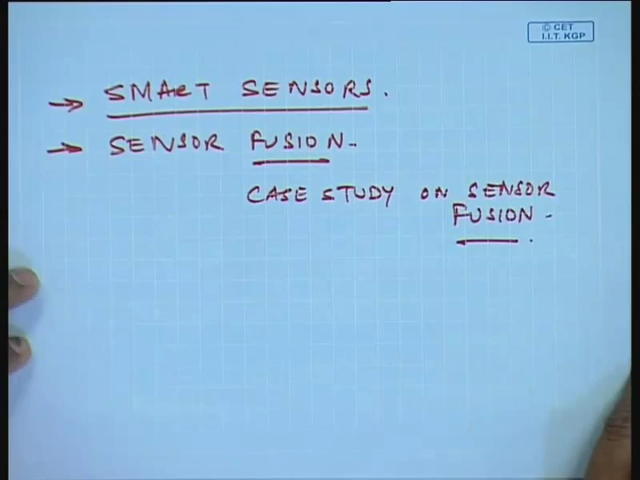 © CET
I.I.T. KGP
→ SMART SENSORS.
→ SENSOR FUSION-
CASE STUDY ON SENSOR
FUSION-